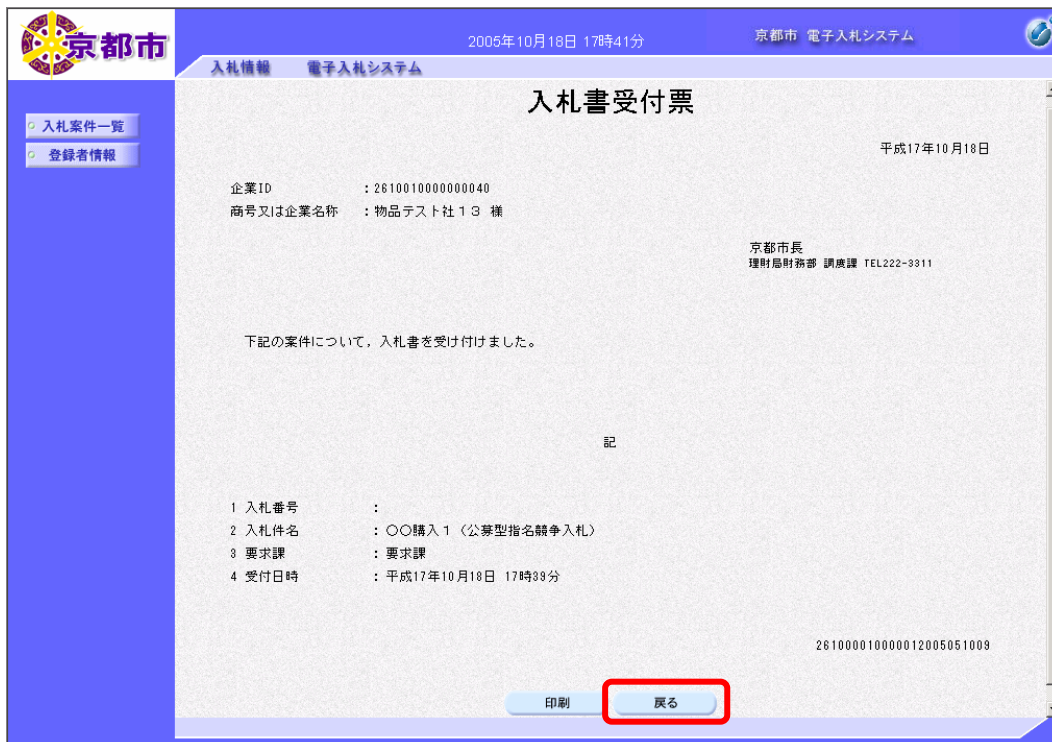 京都市
2005年10月18日 17時41分
京都市 電子入札システム
入札情報 電子入札システム
入札案件一覧
登録者情報
入札書受付票
平成17年10月18日
企業ID :2610010000000040
商号又は企業名称 :物品テスト社13 様
京都市長
理財局財務部 調度課 TEL222-3311
下記の案件について,入札書を受け付けました。
記
1 入札番号 :
2 入札件名 :○○購入1(公募型指名競争入札)
3 要求課 :要求課
4 受付日時 :平成17年10月18日 17時39分
261000010000012005051009
印刷 戻る